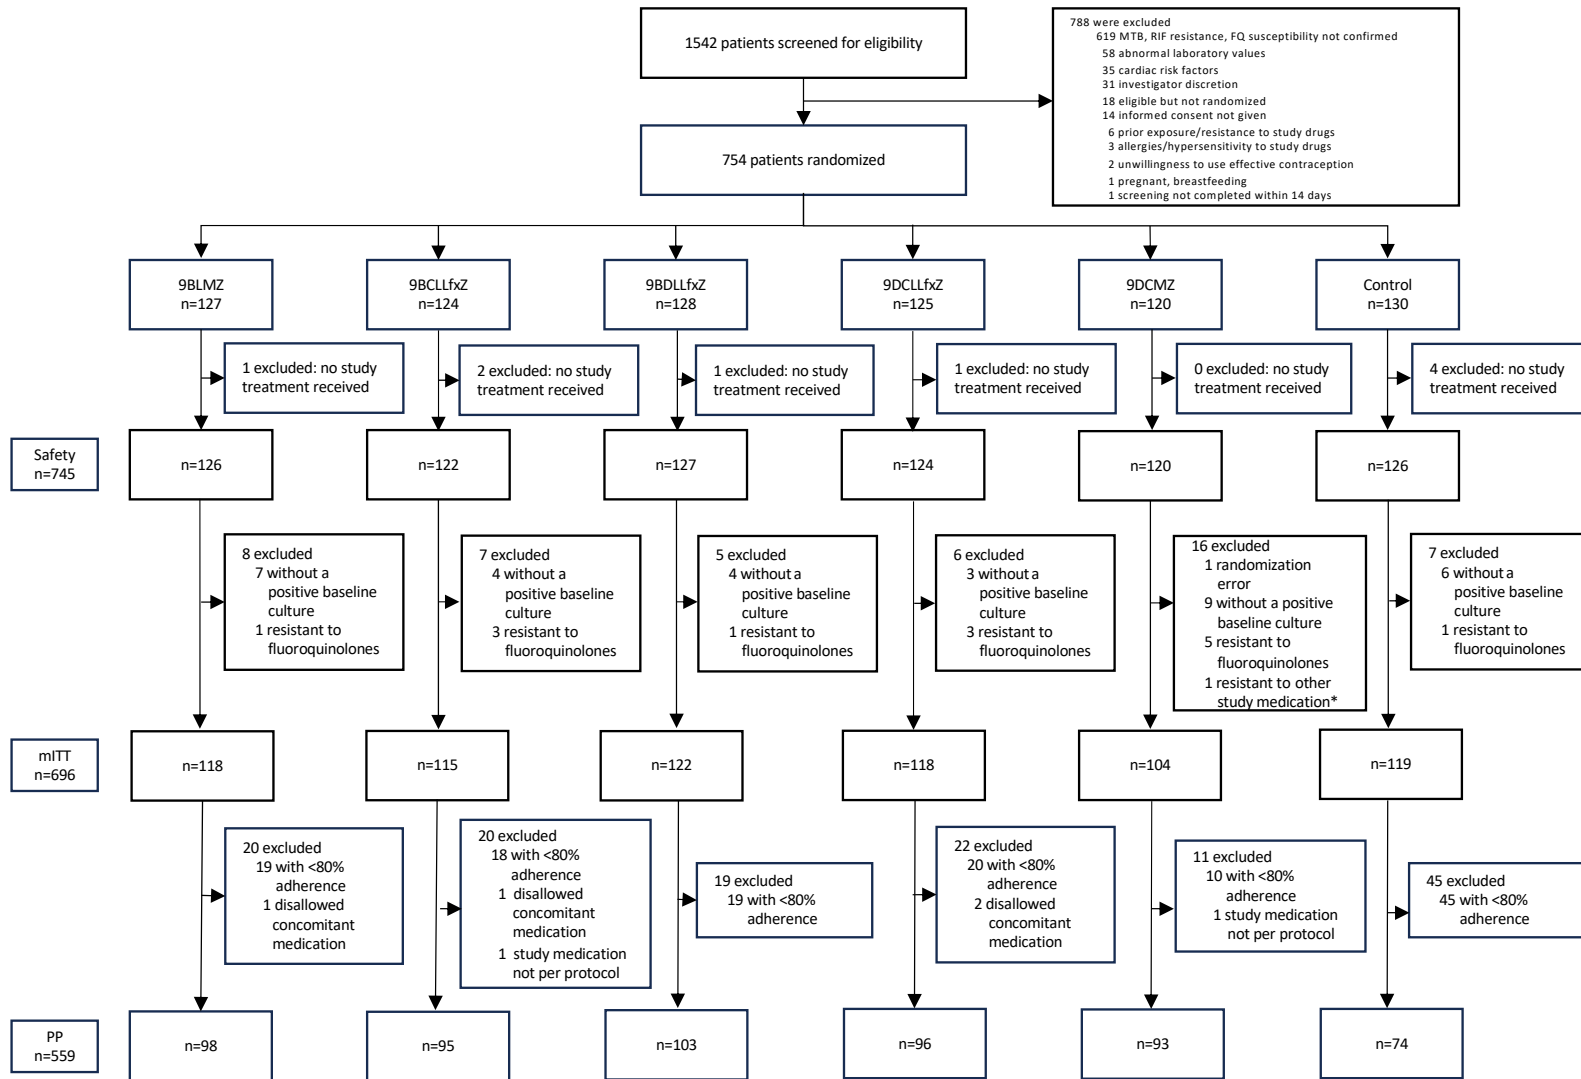 1542 patients screened for eligibility
788 were excluded
619 MTB, RIF resistance, FQ susceptibility not confirmed
58 abnormal laboratory values
35 cardiac risk factors
31 investigator discretion
18 eligible but not randomized
14 informed consent not given
6 prior exposure/resistance to study drugs
3 allergies/hypersensitivity to study drugs
2 unwillingness to use effective contraception
1 pregnant, breastfeeding
1 screening not completed within 14 days
754 patients randomized
9BLMZ
n=127
9BCLLfxZ
n=124
9BDLLfxZ
n=128
9DCLLfxZ
n=125
9DCMZ
n=120
Control
n=130
1 excluded: no study
treatment received
2 excluded: no study
treatment received
1 excluded: no study
treatment received
1 excluded: no study
treatment received
0 excluded: no study
treatment received
4 excluded: no study
treatment received
Safety
n=745
n=126
n=122
n=127
n=124
n=120
n=126
8 excluded
7 without a
positive baseline
culture
1 resistant to
fluoroquinolones
7 excluded
4 without a
positive baseline
culture
3 resistant to
fluoroquinolones
5 excluded
4 without a
positive baseline
culture
1 resistant to
fluoroquinolones
6 excluded
3 without a
positive baseline
culture
3 resistant to
fluoroquinolones
16 excluded
1 randomization
error
9 without a positive
baseline culture
5 resistant to
fluoroquinolones
1 resistant to other
study medication*
7 excluded
6 without a
positive baseline
culture
1 resistant to
fluoroquinolones
mITT
n=696
n=118
n=115
n=122
n=118
n=104
n=119
20 excluded
19 with <80%
adherence
1 disallowed
concomitant
medication
20 excluded
18 with <80%
adherence
1 disallowed
concomitant
medication
1 study medication
not per protocol
19 excluded
19 with <80%
adherence
22 excluded
20 with <80%
adherence
2 disallowed
concomitant
medication
11 excluded
10 with <80%
adherence
1 study medication
not per protocol
45 excluded
45 with <80%
adherence
PP
n=559
n=98
n=95
n=103
n=96
n=93
n=74